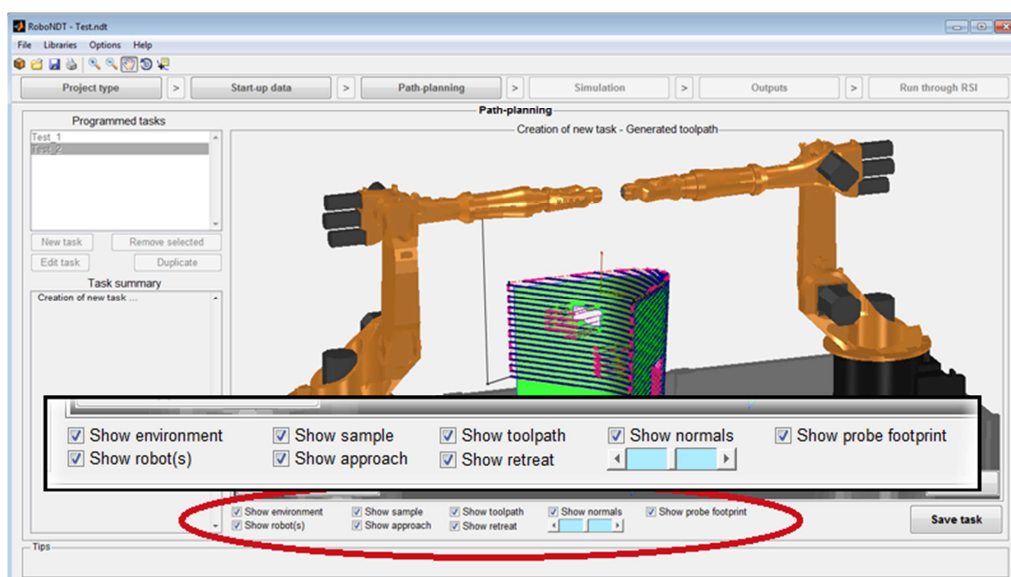 RoboNDT - Test.ndt
File Libraries Options Help
Project type > Start-up data > Path-planning > Simulation > Outputs > Run through RSI
Path-planning
Programmed tasks
Creation of new task - Generated toolpath
Test_1
Test_2
New task Remove selected
Edit task Duplicate
Task summary
Creation of new task ...
Show environment Show sample Show toolpath Show normals Show probe footprint
Show robot(s) Show approach Show retreat
Show environment Show sample Show toolpath Show normals Show probe footprint
Show robot(s) Show approach Show retreat
Save task
Tips